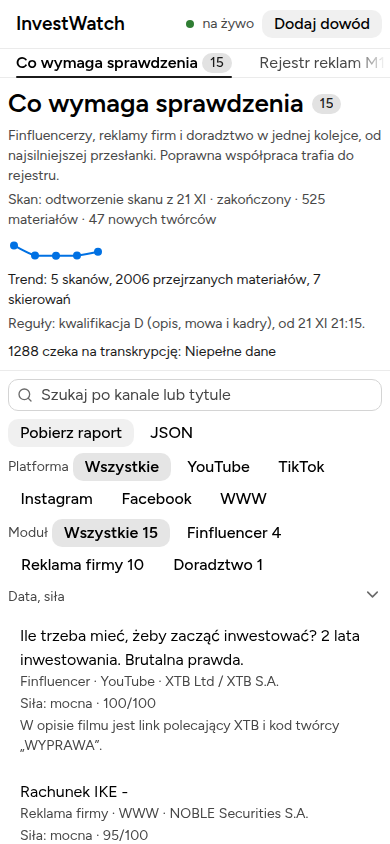 InvestWatch
na żywo
Dodaj dowód
Co wymaga sprawdzenia 15
Rejestr reklam M1
Co wymaga sprawdzenia 15
Finfluencerzy, reklamy firm i doradztwo w jednej kolejce, od
najsilniejszej przesłanki. Poprawna współpraca trafia do
rejestru.
Skan: odtworzenie skanu z 21 XI · zakończony · 525
materiałów · 47 nowych twórców
Trend: 5 skanów, 2006 przejrzanych materiałów, 7
skierowań
Reguły: kwalifikacja D (opis, mowa i kadry), od 21 XI 21:15.
1288 czeka na transkrypcję: Niepełne dane
Szukaj po kanale lub tytule
Pobierz raport JSON
Platforma Wszystkie YouTube TikTok
Instagram Facebook WWW
Moduł Wszystkie 15 Finfluencer 4
Reklama firmy 10 Doradztwo 1
Data, siła
Ile trzeba mieć, żeby zacząć inwestować? 2 lata
inwestowania. Brutalna prawda.
Finfluencer · YouTube · XTB Ltd / XTB S.A.
Siła: mocna · 100/100
W opisie filmu jest link polecający XTB i kod twórcy
„WYPRAWA”.
Rachunek IKE -
Reklama firmy · WWW · NOBLE Securities S.A.
Siła: mocna · 95/100